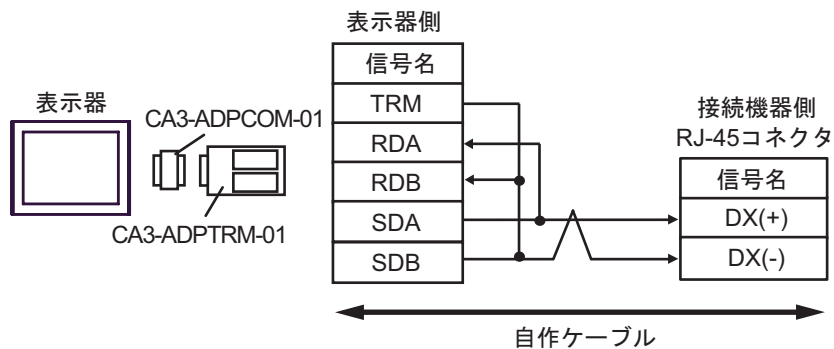 表示器側
信号名
TRM
RDA
RDB
SDA
SDB
表示器
CA3-ADPCOM-01
CA3-ADPTRM-01
接続機器側
RJ-45コネクタ
信号名
DX(+)
DX(-)
自作ケーブル